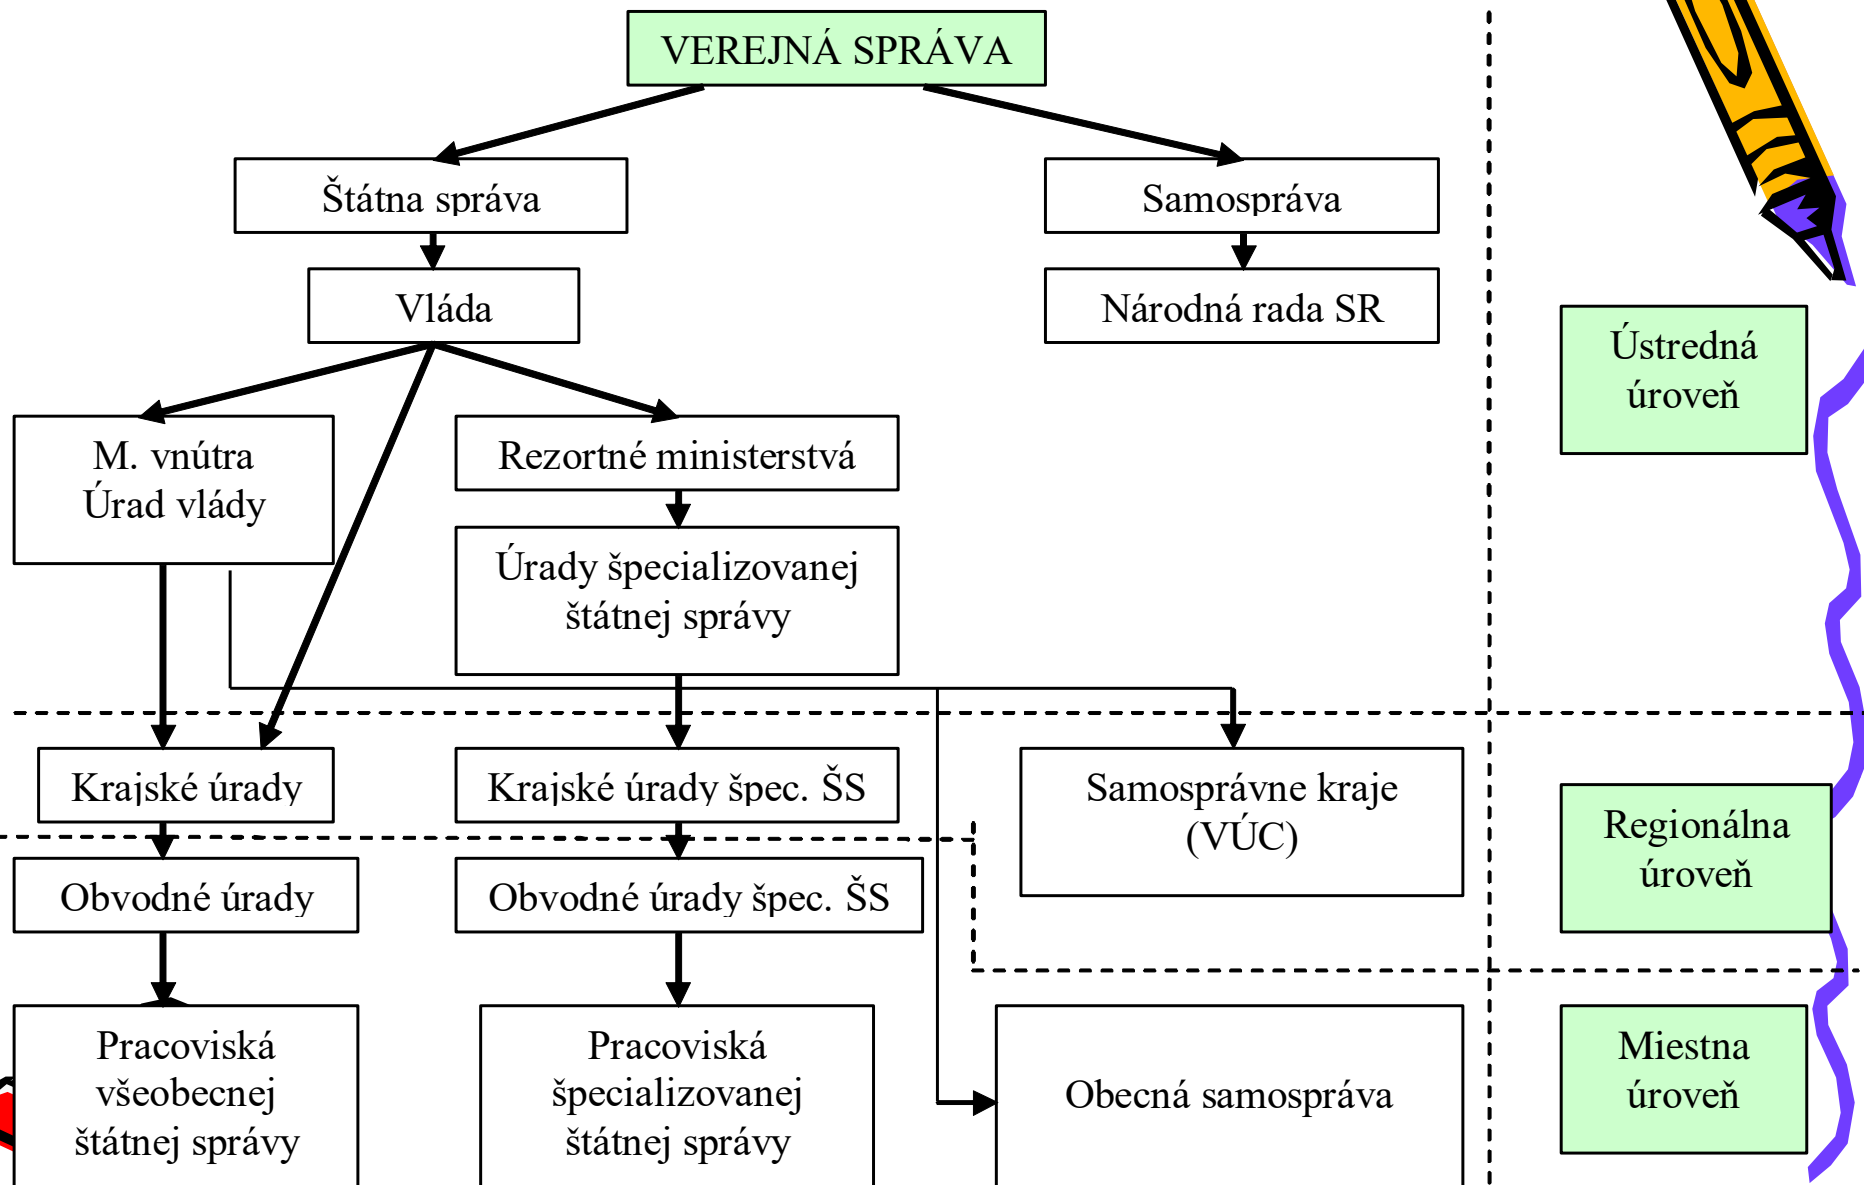 VEREJNÁ SPRÁVA
Štátna správa
Samospráva
Vláda
Národná rada SR
Ústredná
úroveň
M. vnútra
Úrad vlády
Rezortné ministerstvá
Úrady špecializovanej
štátnej správy
Krajské úrady
Krajské úrady špec. ŠS
Samosprávne kraje
(VÚC)
Regionálna
úroveň
Obvodné úrady
Obvodné úrady špec. ŠS
Pracoviská
všeobecnej
štátnej správy
Pracoviská
špecializovanej
štátnej správy
Obecná samospráva
Miestna
úroveň